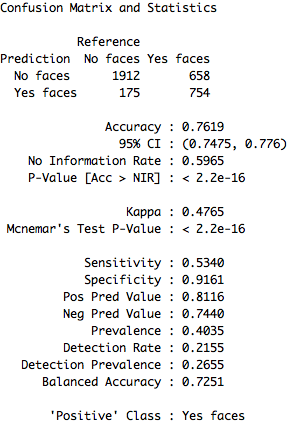 Confusion Matrix and Statistics
Reference
Prediction No faces Yes faces
No faces 1912 658
Yes faces 175 754
Accuracy : 0.7619
95% CI : (0.7475, 0.776)
No Information Rate : 0.5965
P-Value [Acc > NIR] : < 2.2e-16
Kappa : 0.4765
Mcnemar's Test P-Value : < 2.2e-16
Sensitivity : 0.5340
Specificity : 0.9161
Pos Pred Value : 0.8116
Neg Pred Value : 0.7440
Prevalence : 0.4035
Detection Rate : 0.2155
Detection Prevalence : 0.2655
Balanced Accuracy : 0.7251
'Positive' Class : Yes faces